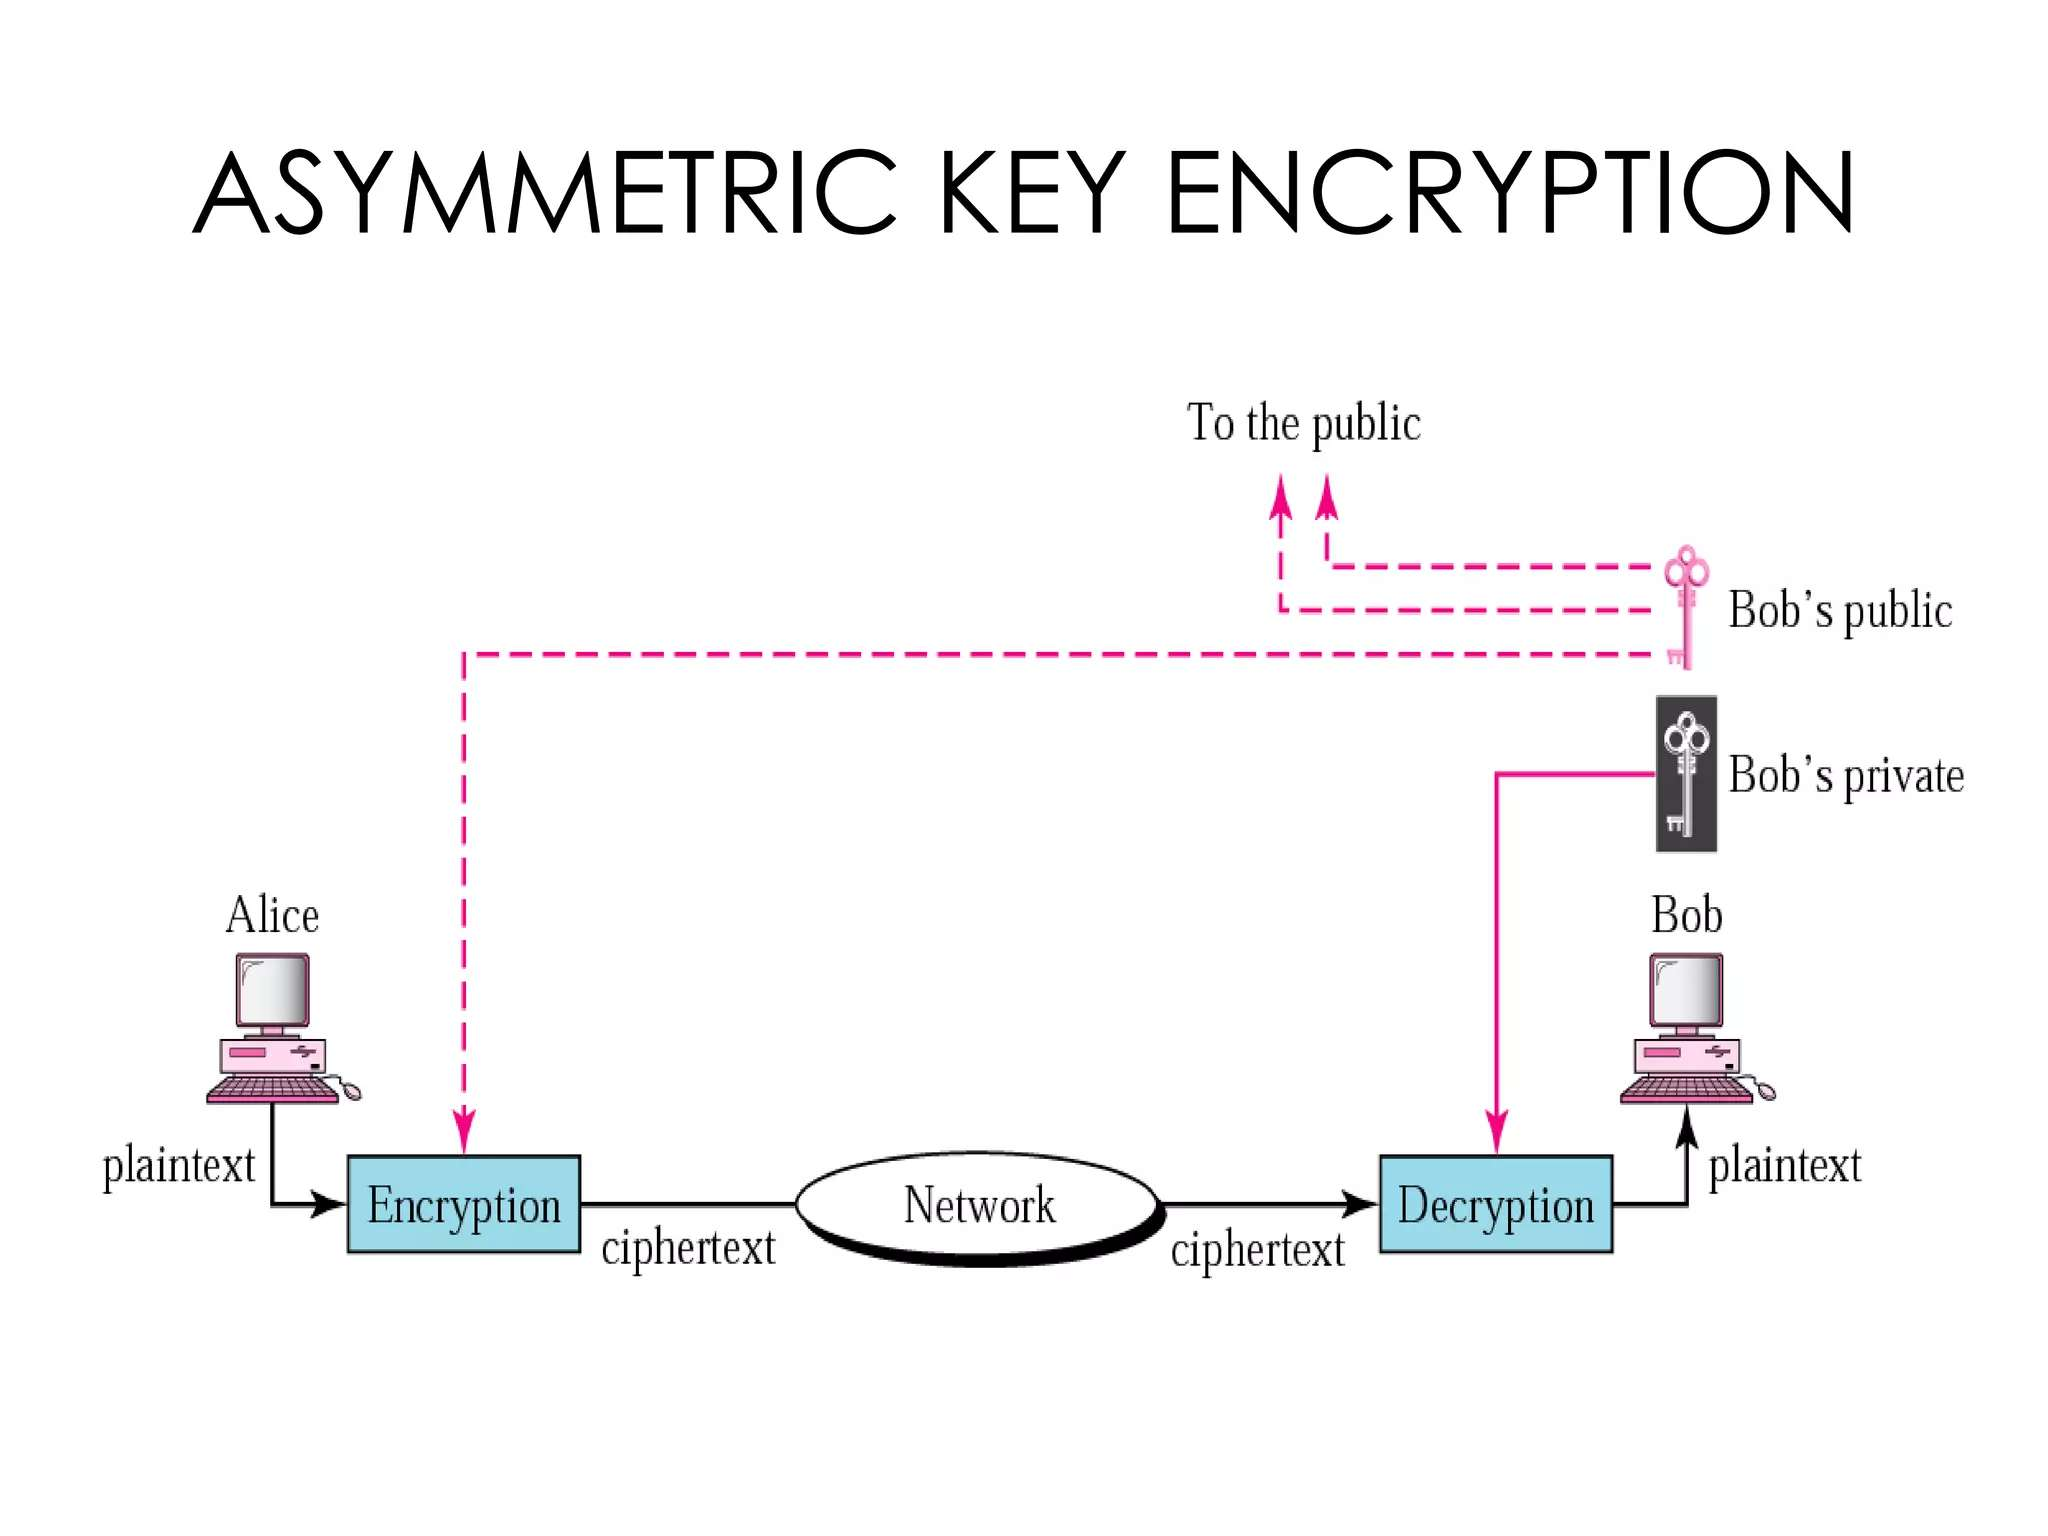 ASYMMETRIC KEY ENCRYPTION
To the public
Bob's public
Bob's private
Alice
Bob
plaintext
plaintext
Encryption
Network
Decryption
ciphertext
ciphertext